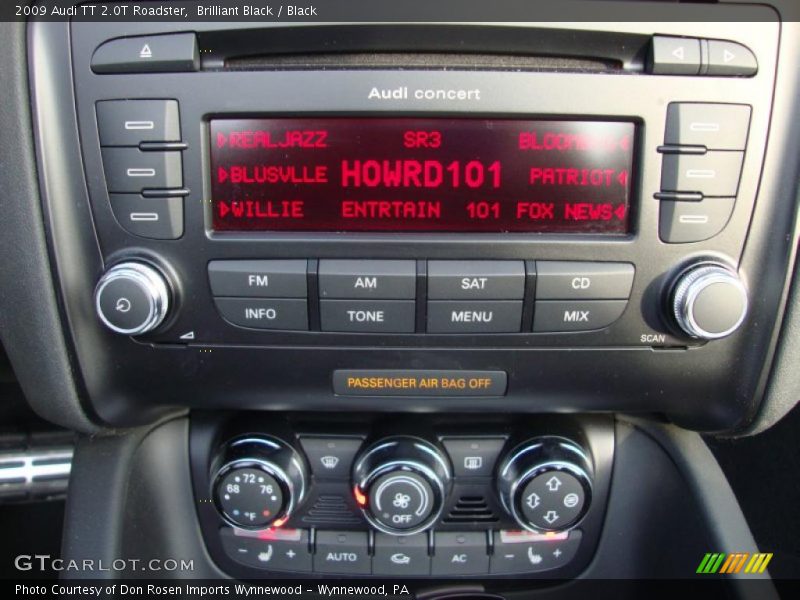 2009 Audi TT 2.0T Roadster, Brilliant Black / Black
Audi concert
REALJAZZ SR3
BLUSVLLE HOWRD101 PATRIOT
WILLIE ENTRTAIN 101 FOX NEWS
FM AM SAT CD
INFO TONE MENU MIX
SCAN
PASSENGER AIR BAG OFF
72
68 76
°F
OFF
- + AUTO AC - +
GTCARLOT.COM
Photo Courtesy of Don Rosen Imports Wynnewood - Wynnewood, PA